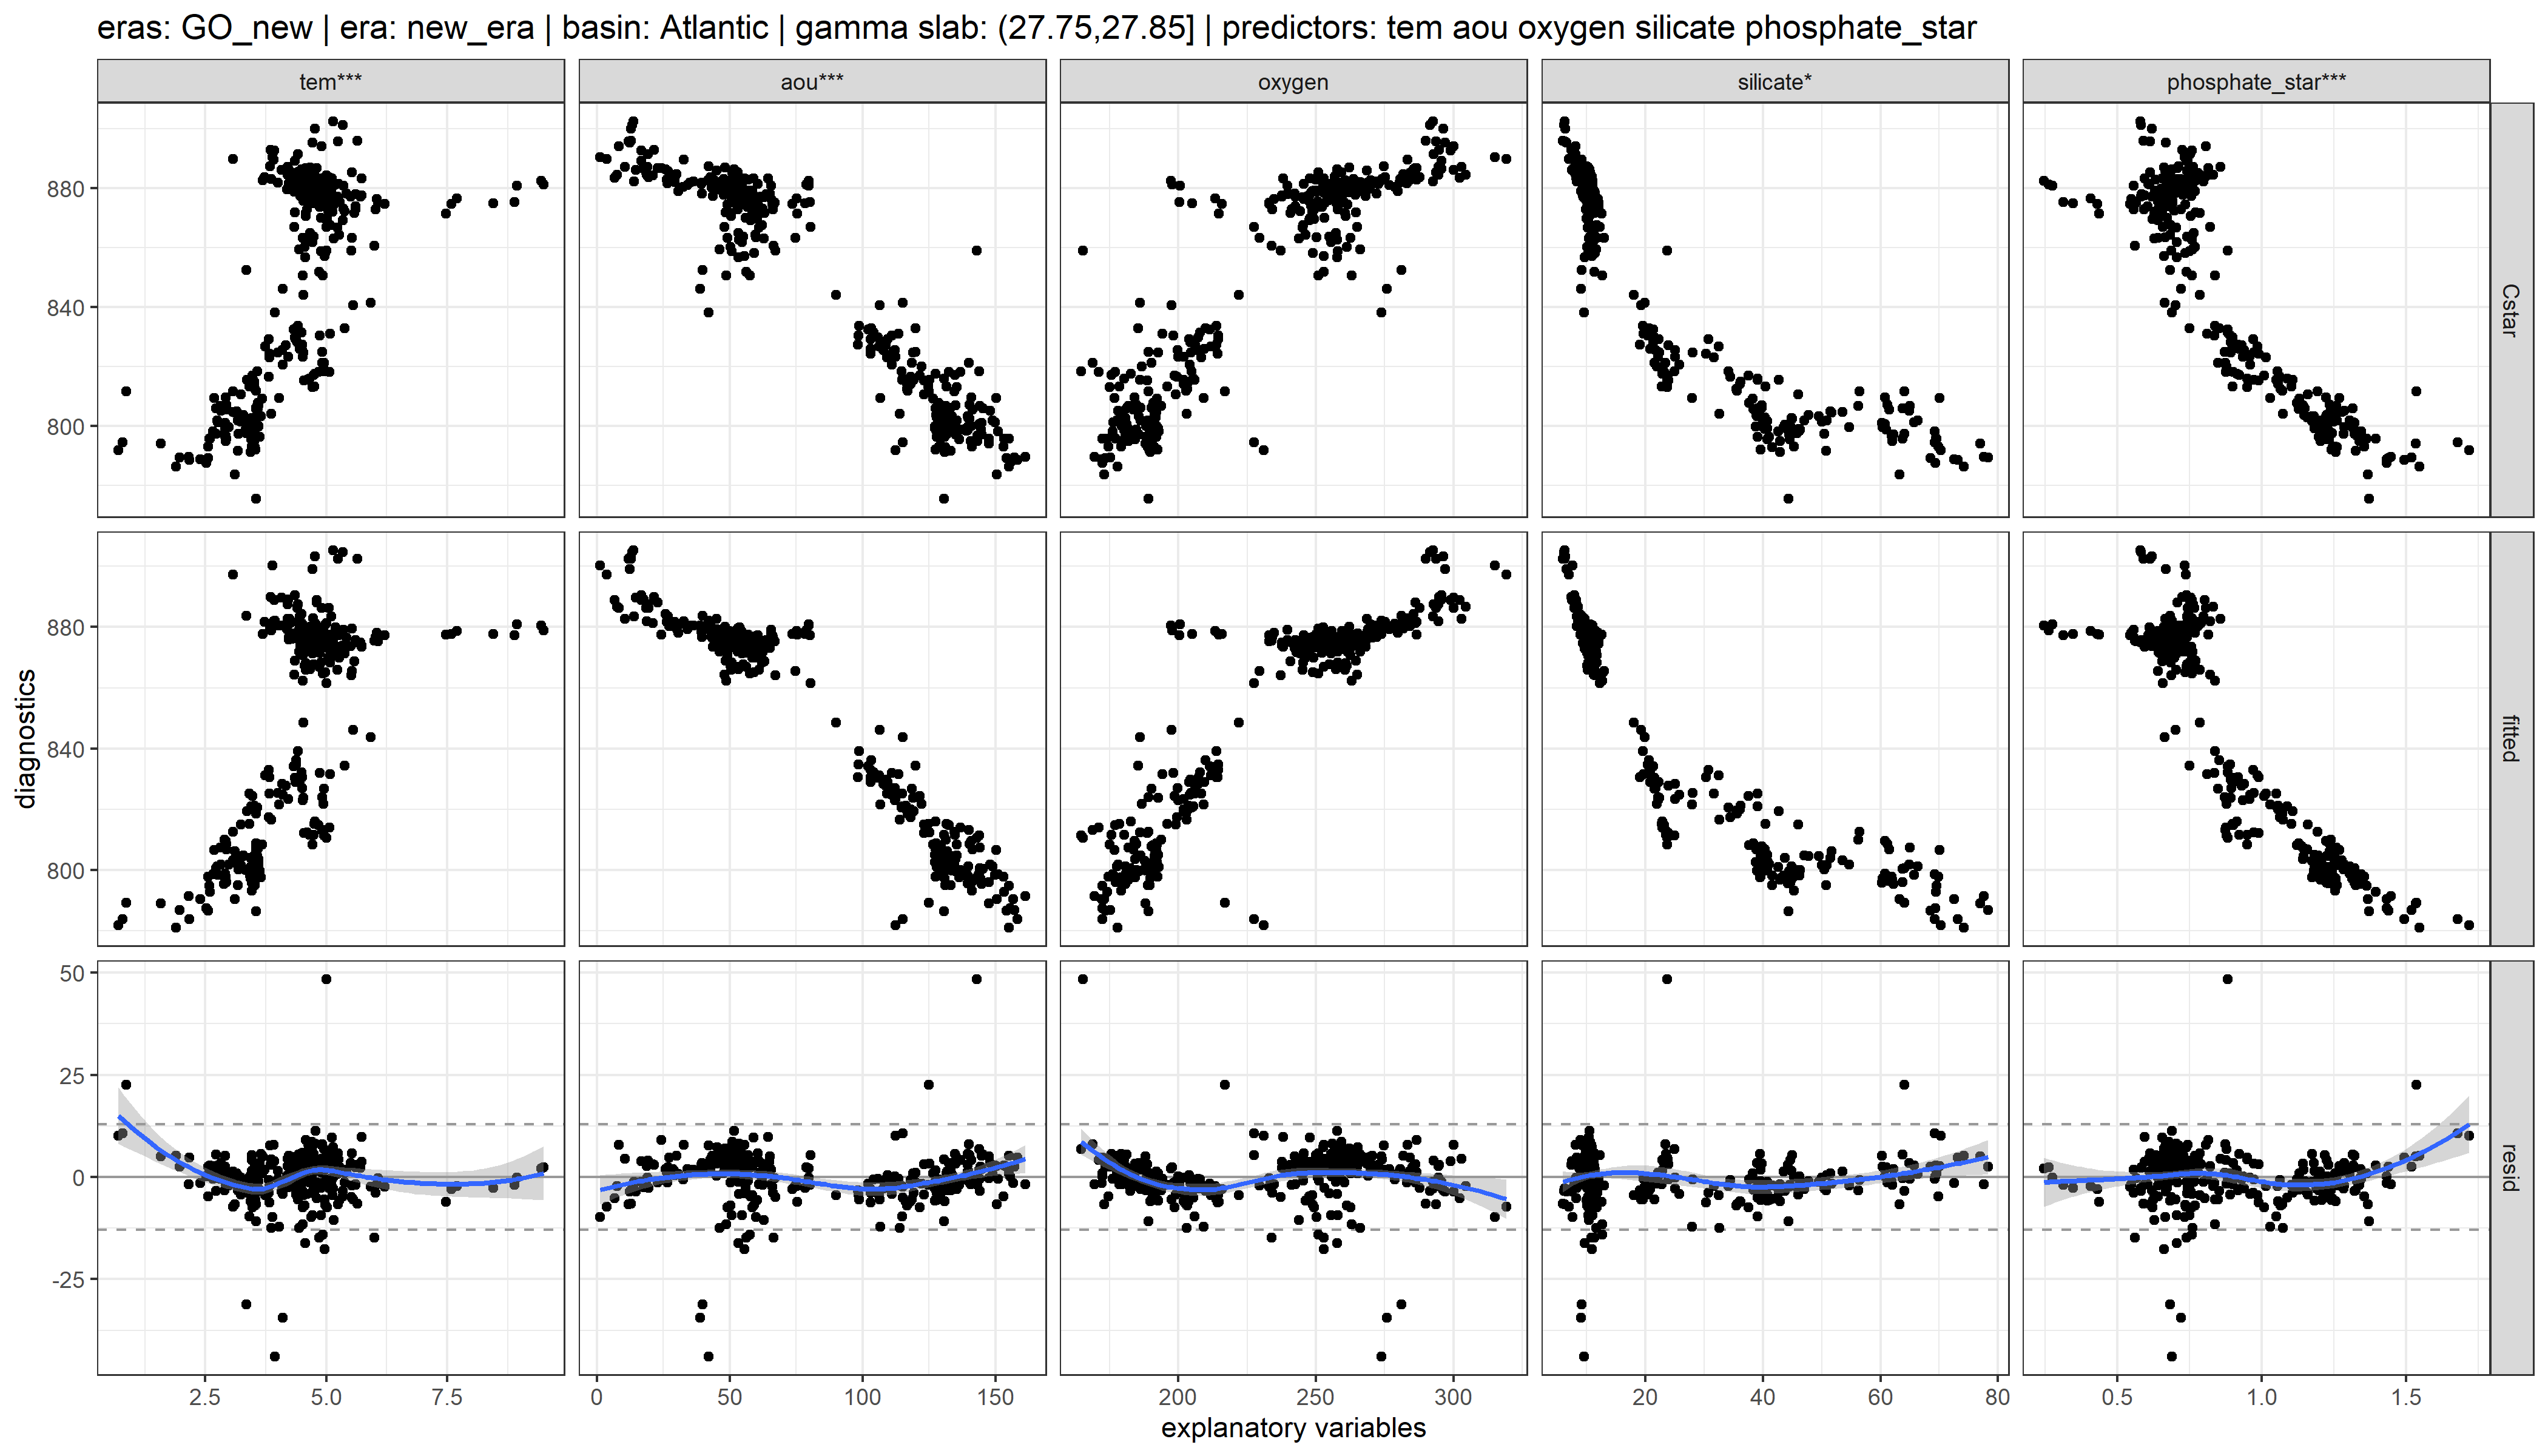 eras: GO_new | era: new_era | basin: Atlantic | gamma slab: (27.75,27.85] | predictors: tem aou oxygen silicate phosphate_star
tem*** aou*** oxygen silicate* phosphate_star***
880
840
800
Cstar
880
840
800
fitted
diagnostics
50
25
0
-25
resid
2.5 5.0 7.5 0 50 100 150 200 250 300 20 40 60 80 0.5 1.0 1.5
explanatory variables